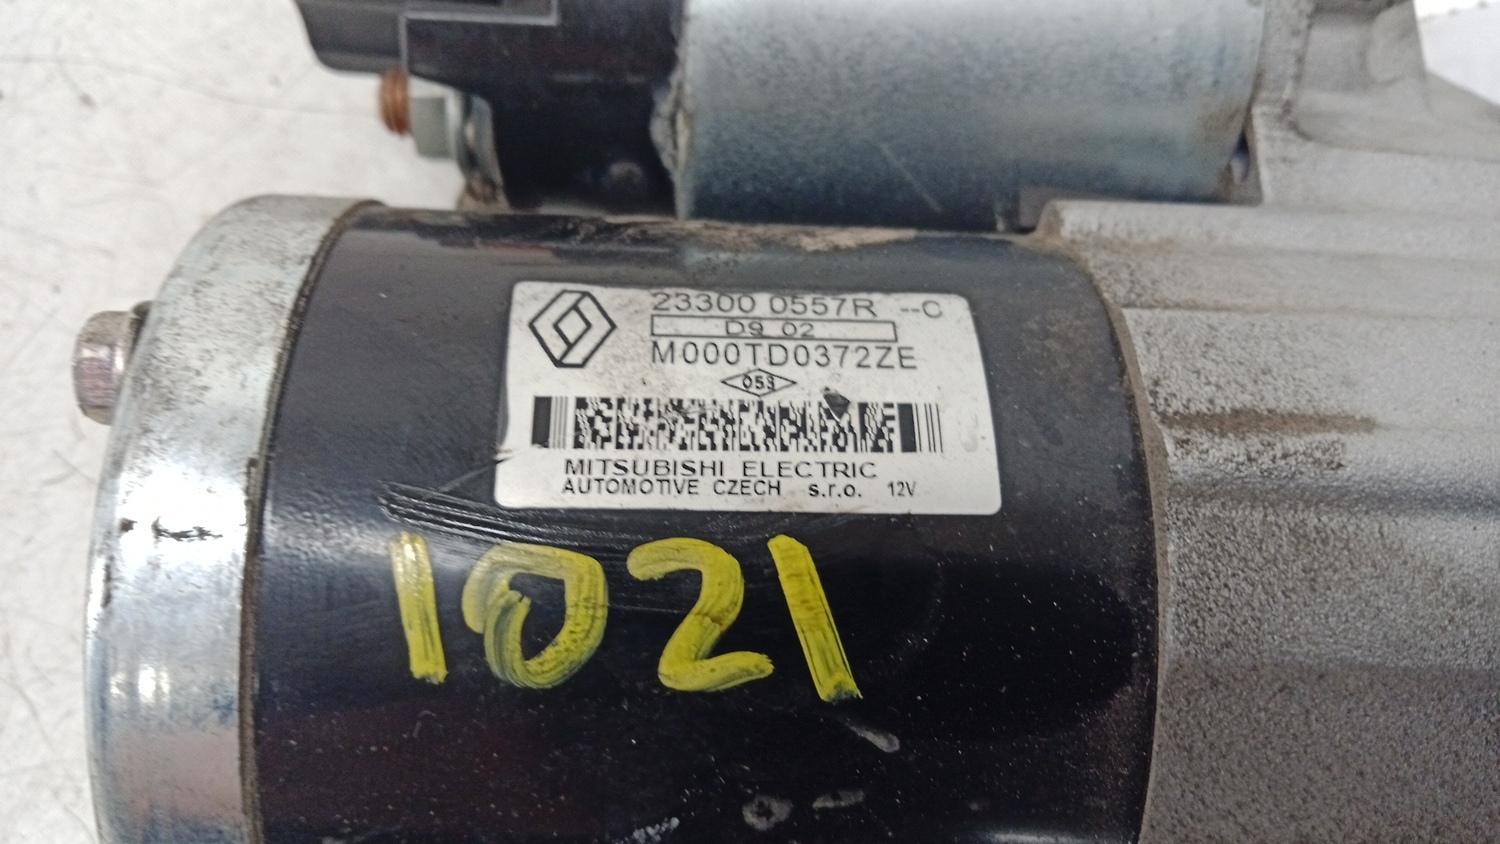 23300 0557R --C
D9 02
M000TD0372ZE
053
MITSUBISHI ELECTRIC
AUTOMOTIVE CZECH s.r.o. 12V
1021